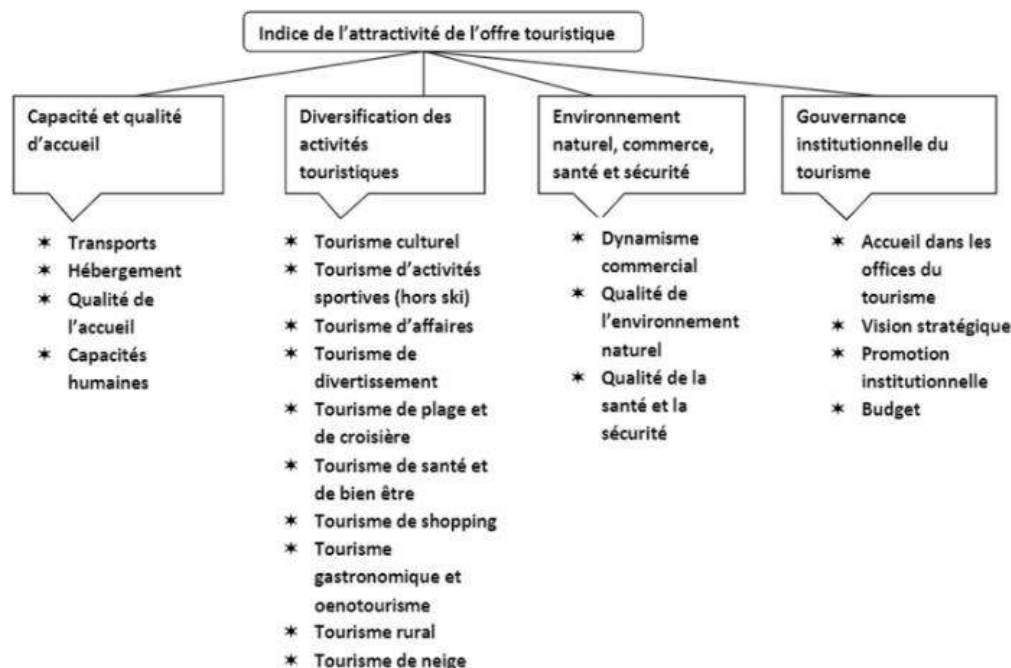 Indice de l'attractivité de l'offre touristique
Capacité et qualité
d'accueil
✶ Transports
✶ Hébergement
✶ Qualité de
l'accueil
✶ Capacités
humaines
Diversification des
activités
touristiques
✶ Tourisme culturel
✶ Tourisme d'activités
sportives (hors ski)
✶ Tourisme d'affaires
✶ Tourisme de
divertissement
✶ Tourisme de plage et
de croisière
✶ Tourisme de santé et
de bien être
✶ Tourisme de shopping
✶ Tourisme
gastronomique et
oenotourisme
✶ Tourisme rural
✶ Tourisme de neige
Environnement
naturel, commerce,
santé et sécurité
✶ Dynamisme
commercial
✶ Qualité de
l'environnement
naturel
✶ Qualité de la
santé et la
sécurité
Gouvernance
institutionnelle du
tourisme
✶ Accueil dans les
offices du
tourisme
✶ Vision stratégique
✶ Promotion
institutionnelle
✶ Budget